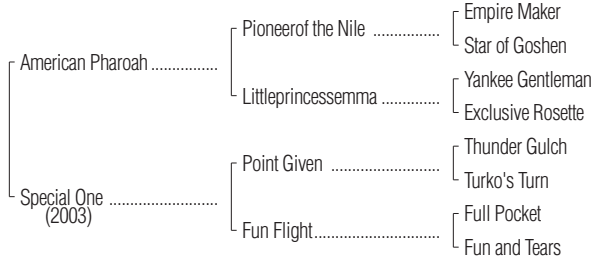 Empire Maker
Pioneerof the Nile ................
Star of Goshen
American Pharoah ................
Yankee Gentleman
Littleprincessemma ..............
Exclusive Rosette
Thunder Gulch
Point Given ..........................
Turko's Turn
Special One ..........................
(2003)
Full Pocket
Fun Flight..............................
Fun and Tears